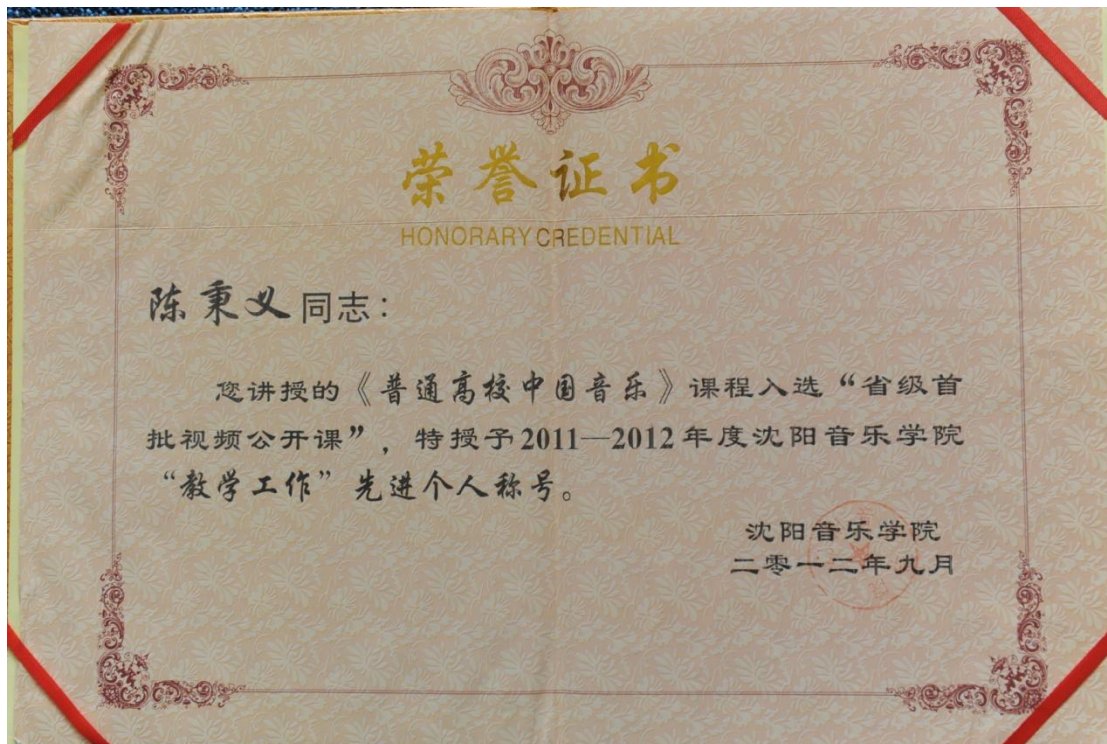 荣誉证书
HONORARY CREDENTIAL
陈秉义同志：
您讲授的《普通高校中国音乐》课程入选“省级首
批视频公开课”，特授予2011—2012年度沈阳音乐学院
“教学工作”先进个人称号。
沈阳音乐学院
二零一二年九月